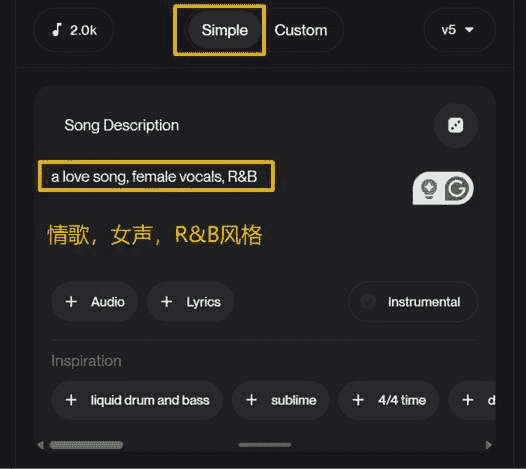 2.0k Simple Custom v5
Song Description
a love song, female vocals, R&B
情歌，女声，R&B风格
+ Audio + Lyrics Instrumental
Inspiration
+ liquid drum and bass + sublime + 4/4 time + d